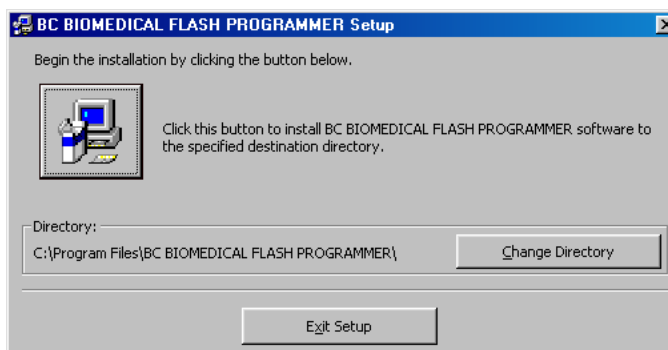 BC BIOMEDICAL FLASH PROGRAMMER Setup
Begin the installation by clicking the button below.
Click this button to install BC BIOMEDICAL FLASH PROGRAMMER software to
the specified destination directory.
Directory:
C:\Program Files\BC BIOMEDICAL FLASH PROGRAMMER\
Change Directory
Exit Setup